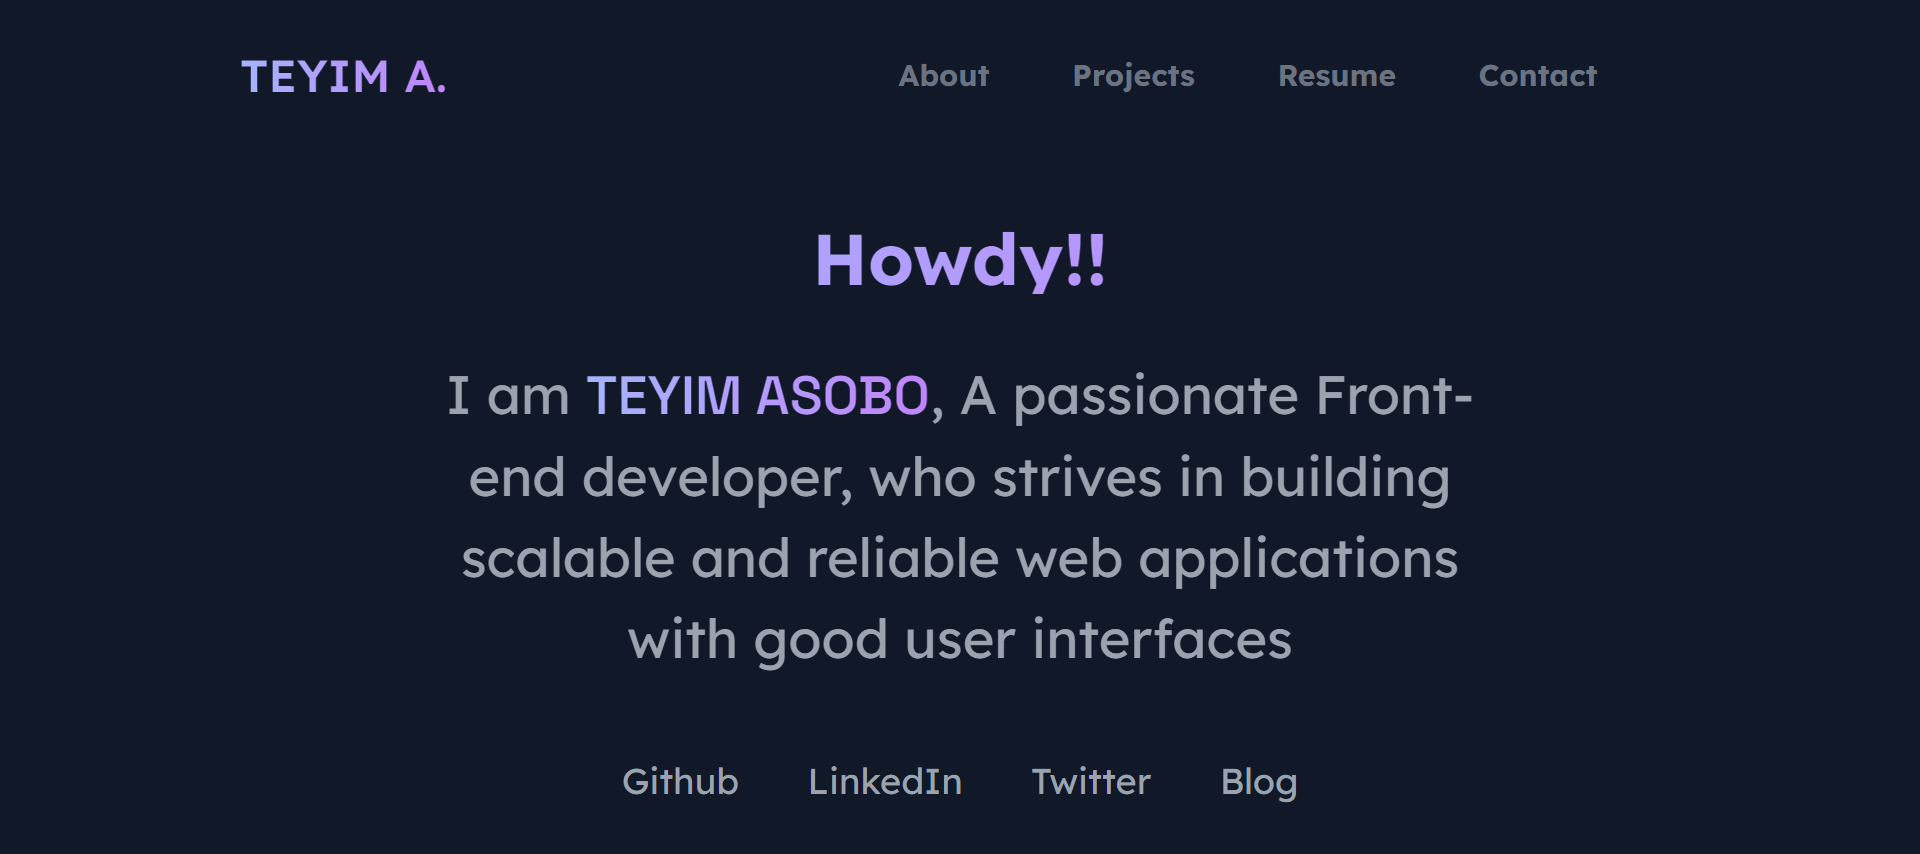 TEYIM A.
About Projects Resume Contact
Howdy!!
I am TEYIM ASOBO, A passionate Front-
end developer, who strives in building
scalable and reliable web applications
with good user interfaces
Github LinkedIn Twitter Blog